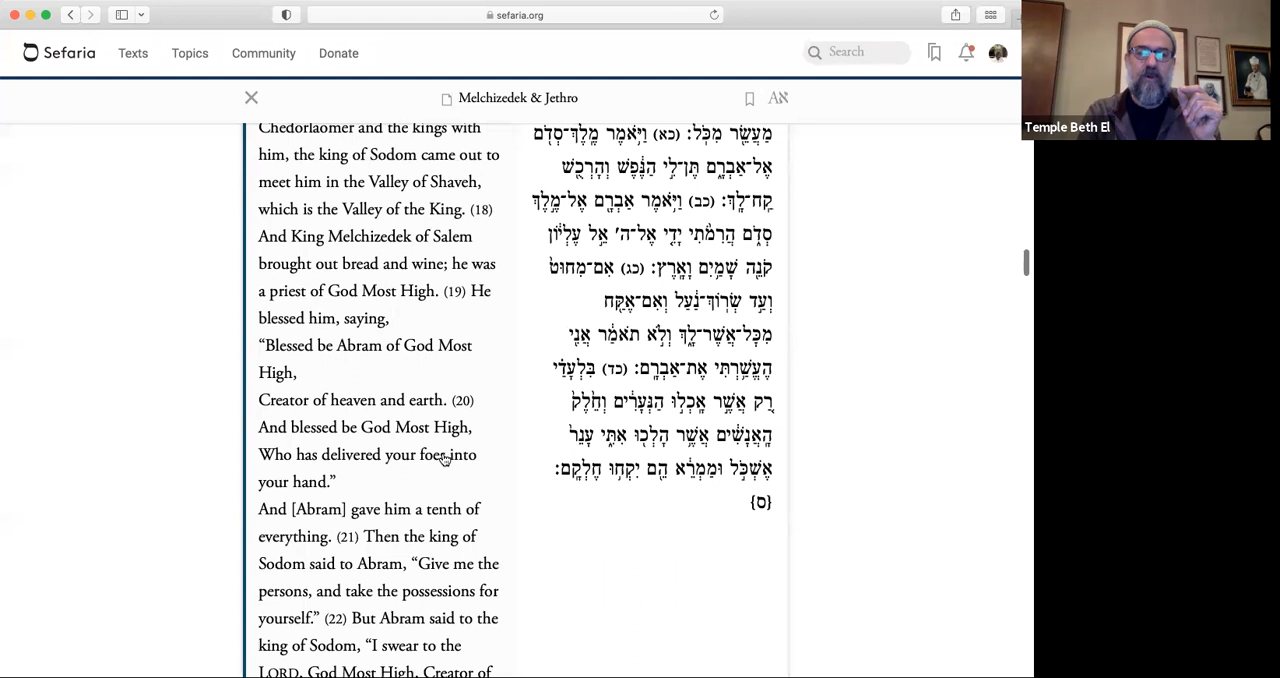 sefaria.org
Sefaria
Texts
Topics
Community
Donate
Search
Melchizedek & Jethro
Temple Beth El
Chedorlaomer and the kings with
him, the king of Sodom came out to
meet him in the Valley of Shaveh,
which is the Valley of the King. (18)
And King Melchizedek of Salem
brought out bread and wine; he was
a priest of God Most High. (19) He
blessed him, saying,
“Blessed be Abram of God Most
High,
Creator of heaven and earth. (20)
And blessed be God Most High,
Who has delivered your foes into
your hand.”
And [Abram] gave him a tenth of
everything. (21) Then the king of
Sodom said to Abram, “Give me the
persons, and take the possessions for
yourself.” (22) But Abram said to the
king of Sodom, “I swear to the
LORD, God Most High, Creator of
מַעֲשֵׂ֖ר מִכֹּֽל׃ (כא) וַיֹּ֥אמֶר מֶֽלֶךְ־סְדֹ֖ם
אֶל־אַבְרָ֑ם תֶּן־לִ֣י הַנֶּ֔פֶשׁ וְהָרְכֻ֖שׁ
קַֽח־לָֽךְ׃ (כב) וַיֹּ֥אמֶר אַבְרָ֖ם אֶל־מֶ֣לֶךְ
סְדֹ֑ם הֲרִמֹ֨תִי יָדִ֤י אֶל־ה׳ אֵ֣ל עֶלְי֔וֹן
קֹנֵ֖ה שָׁמַ֥יִם וָאָֽרֶץ׃ (כג) אִם־מִחוּט֙
וְעַ֣ד שְׂרֽוֹךְ־נַ֔עַל וְאִם־אֶקַּ֖ח
מִכׇּל־אֲשֶׁר־לָ֑ךְ וְלֹ֣א תֹאמַ֔ר אֲנִ֖י
הֶעֱשַׁ֥רְתִּי אֶת־אַבְרָֽם׃ (כד) בִּלְעָדַ֗י
רַ֚ק אֲשֶׁ֣ר אָֽכְל֣וּ הַנְּעָרִ֔ים וְחֵ֙לֶק֙
הָֽאֲנָשִׁ֔ים אֲשֶׁ֥ר הָלְכ֖וּ אִתִּ֑י עָנֵר֙
אֶשְׁכֹּ֣ל וּמַמְרֵ֔א הֵ֖ם יִקְח֥וּ חֶלְקָֽם׃
{ס}